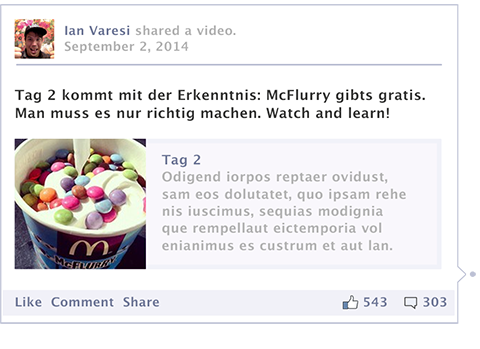 Ian Varesi shared a video.
September 2, 2014
Tag 2 kommt mit der Erkenntnis: McFlurry gibts gratis.
Man muss es nur richtig machen. Watch and learn!
McFLURRY
Tag 2
Odigend iorpos reptaer ovidust,
sam eos dolutatet, quo ipsam rehe
nis iuscimus, sequias modignia
que rempellaut eictemporia vol
enianimus es custrum et aut lan.
Like Comment Share
543 303